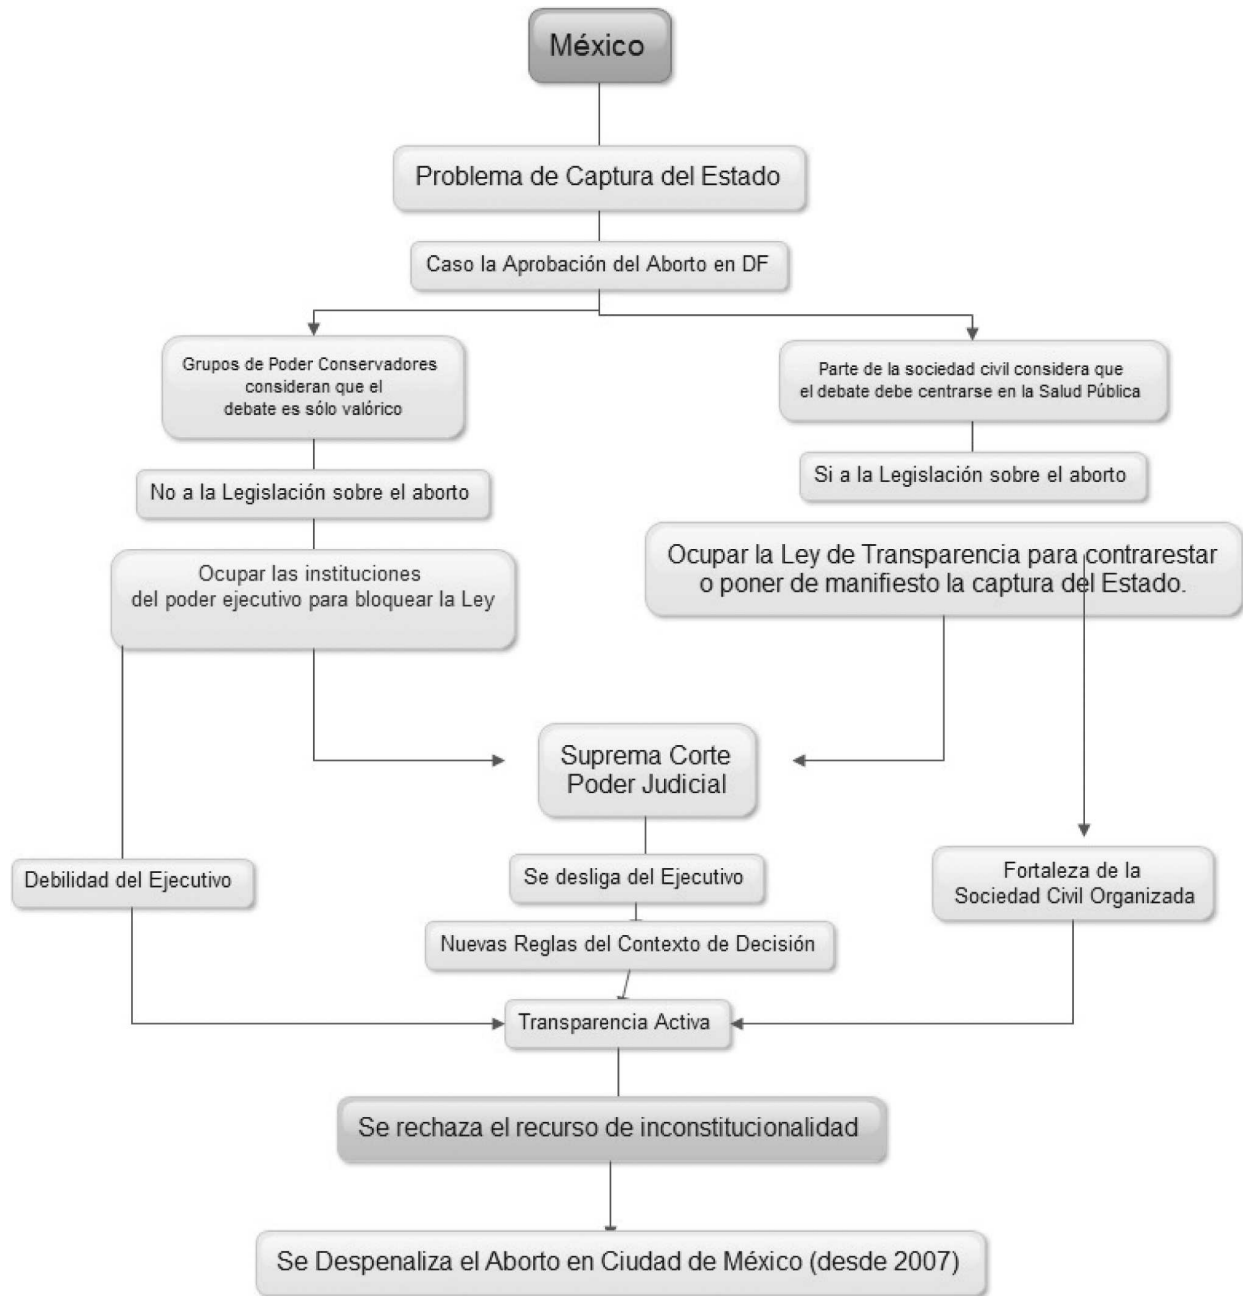 México
Problema de Captura del Estado
Caso la Aprobación del Aborto en DF
Grupos de Poder Conservadores
consideran que el
debate es sólo valórico
Parte de la sociedad civil considera que
el debate debe centrarse en la Salud Pública
No a la Legislación sobre el aborto
Si a la Legislación sobre el aborto
Ocupar las instituciones
del poder ejecutivo para bloquear la Ley
Ocupar la Ley de Transparencia para contrarestar
o poner de manifiesto la captura del Estado.
Suprema Corte
Poder Judicial
Debilidad del Ejecutivo
Se desliga del Ejecutivo
Fortaleza de la
Sociedad Civil Organizada
Nuevas Reglas del Contexto de Decisión
Transparencia Activa
Se rechaza el recurso de inconstitucionalidad
Se Despenaliza el Aborto en Ciudad de México (desde 2007)